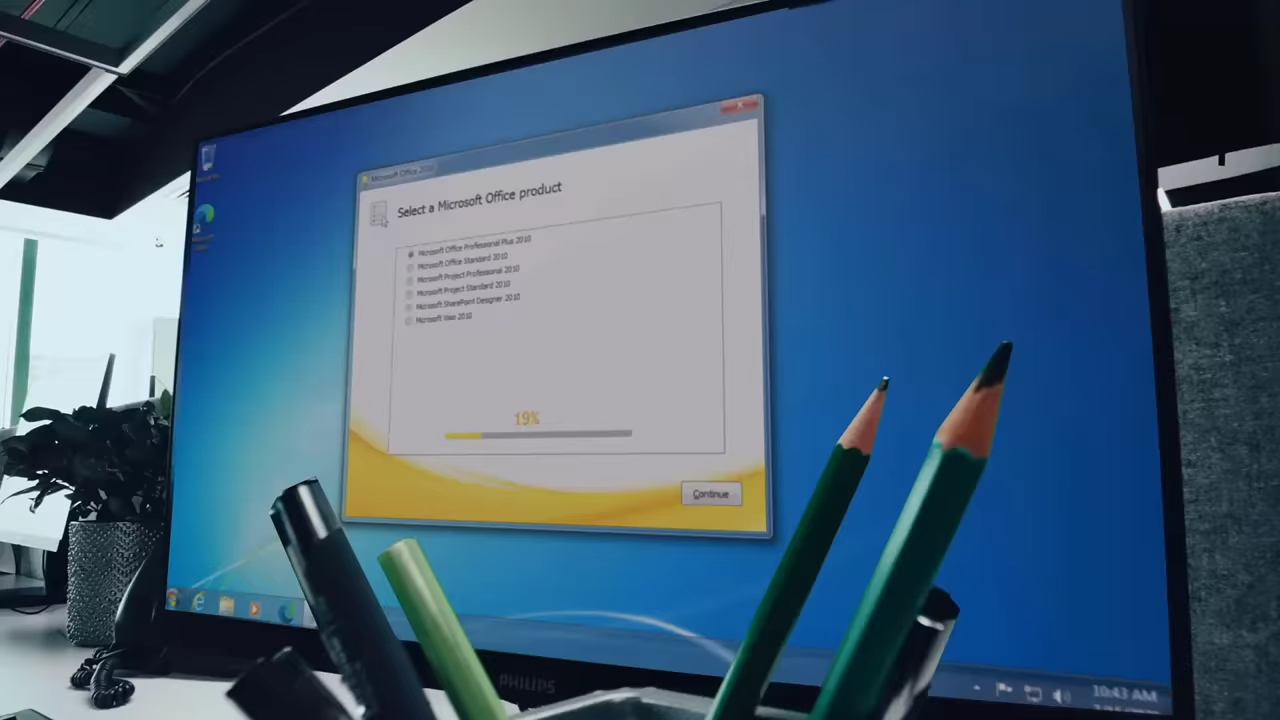 Microsoft Office 2010
Select a Microsoft Office product
Microsoft Office Professional Plus 2010
Microsoft Office Standard 2010
Microsoft Project Professional 2010
Microsoft Project Standard 2010
Microsoft SharePoint Designer 2010
Microsoft Visio 2010
19%
Continue
PHILIPS
10:43 AM